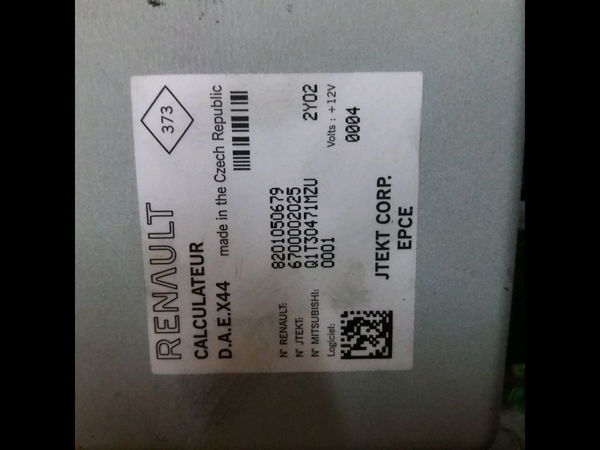 RENAULT
373
CALCULATEUR
D.A.E.X44 made in the Czech Republic
N° RENAULT: 8201050679 2Y02
N° JTEKT: 6700002025
N° MITSUBISHI: Q1T30471MZU Volts : +12V
Logiciel: 0001 0004
JTEKT CORP.
EPCE